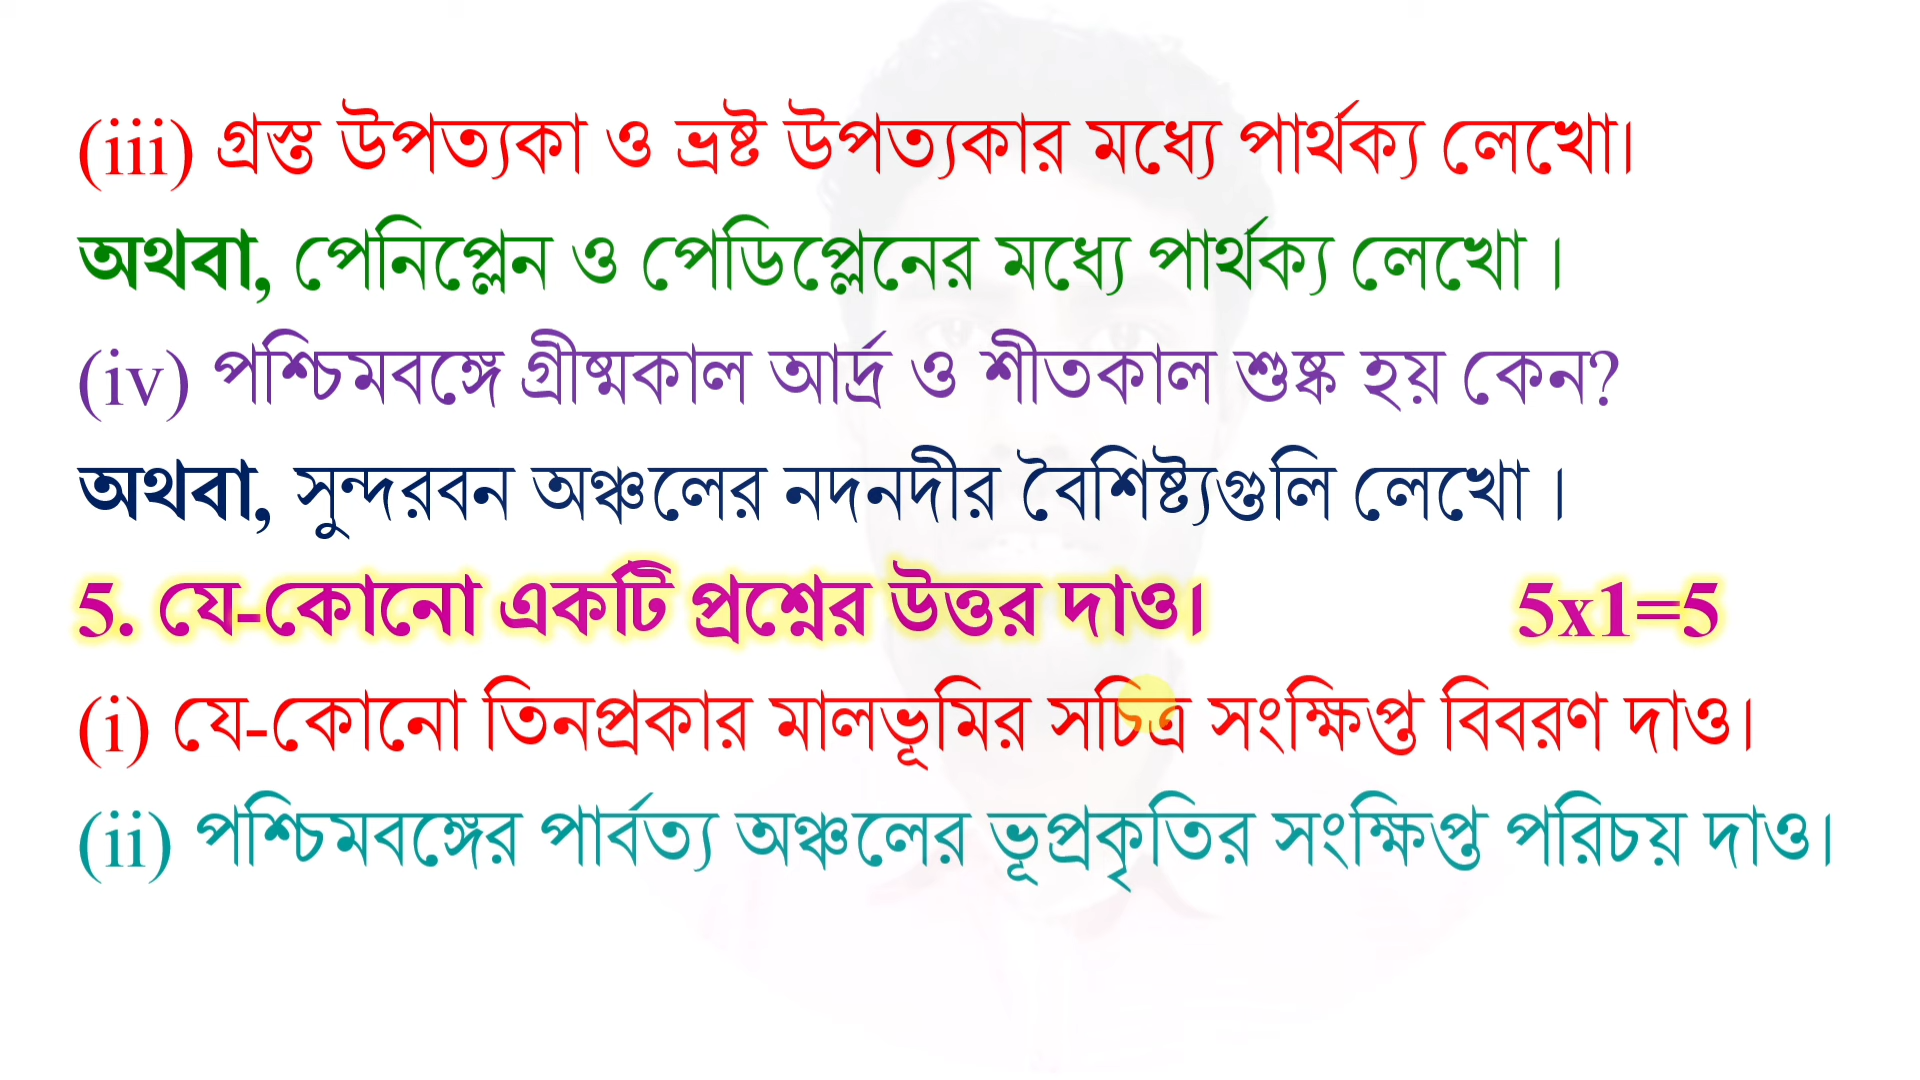 (iii) গ্রস্ত উপত্যকা ও ভ্রষ্ট উপত্যকার মধ্যে পার্থক্য লেখো।
অথবা, পেনিপ্লেন ও পেডিপ্লেনের মধ্যে পার্থক্য লেখো ।
(iv) পশ্চিমবঙ্গে গ্রীষ্মকাল আর্দ্র ও শীতকাল শুষ্ক হয় কেন?
অথবা, সুন্দরবন অঞ্চলের নদনদীর বৈশিষ্ট্যগুলি লেখো ।
5. যে-কোনো একটি প্রশ্নের উত্তর দাও। 5x1=5
(i) যে-কোনো তিনপ্রকার মালভূমির সচিত্র সংক্ষিপ্ত বিবরণ দাও।
(ii) পশ্চিমবঙ্গের পার্বত্য অঞ্চলের ভূপ্রকৃতির সংক্ষিপ্ত পরিচয় দাও।